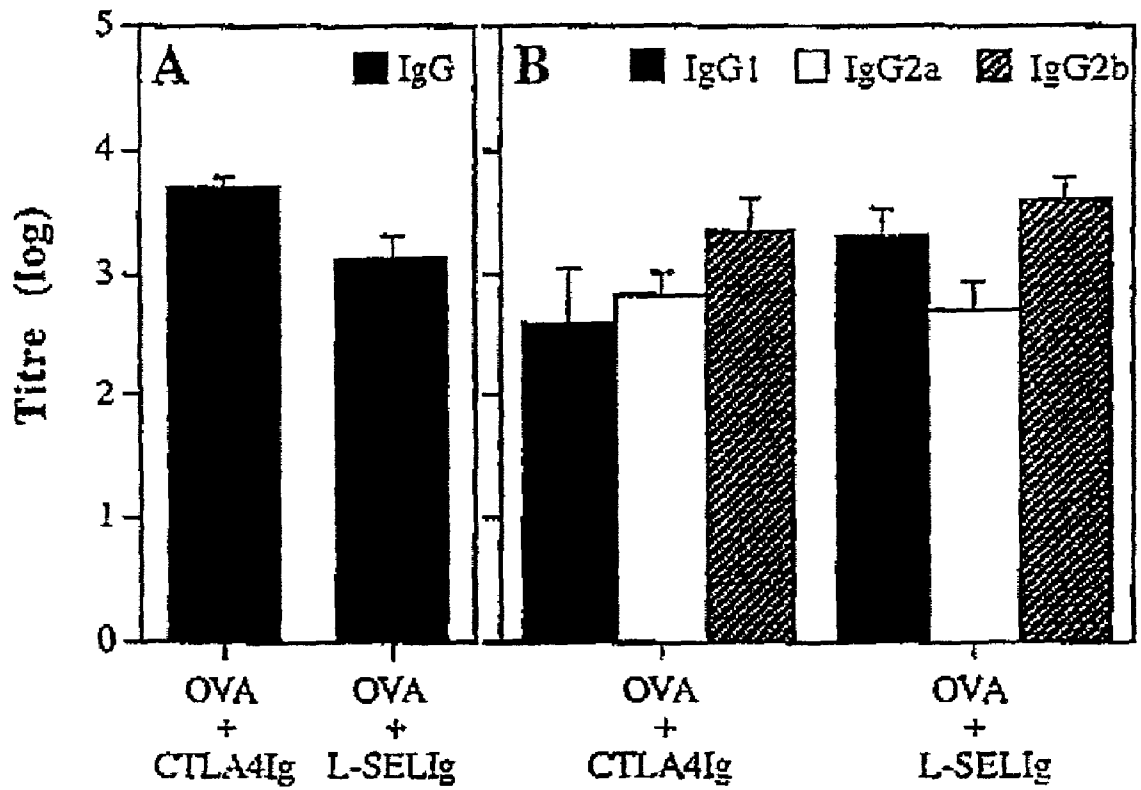 5
4
3
2
1
0
Titre (log)
A
IgG
B
IgG1
IgG2a
IgG2b
OVA
+
CTLA4Ig
OVA
+
L-SELIg
OVA
+
CTLA4Ig
OVA
+
L-SELIg